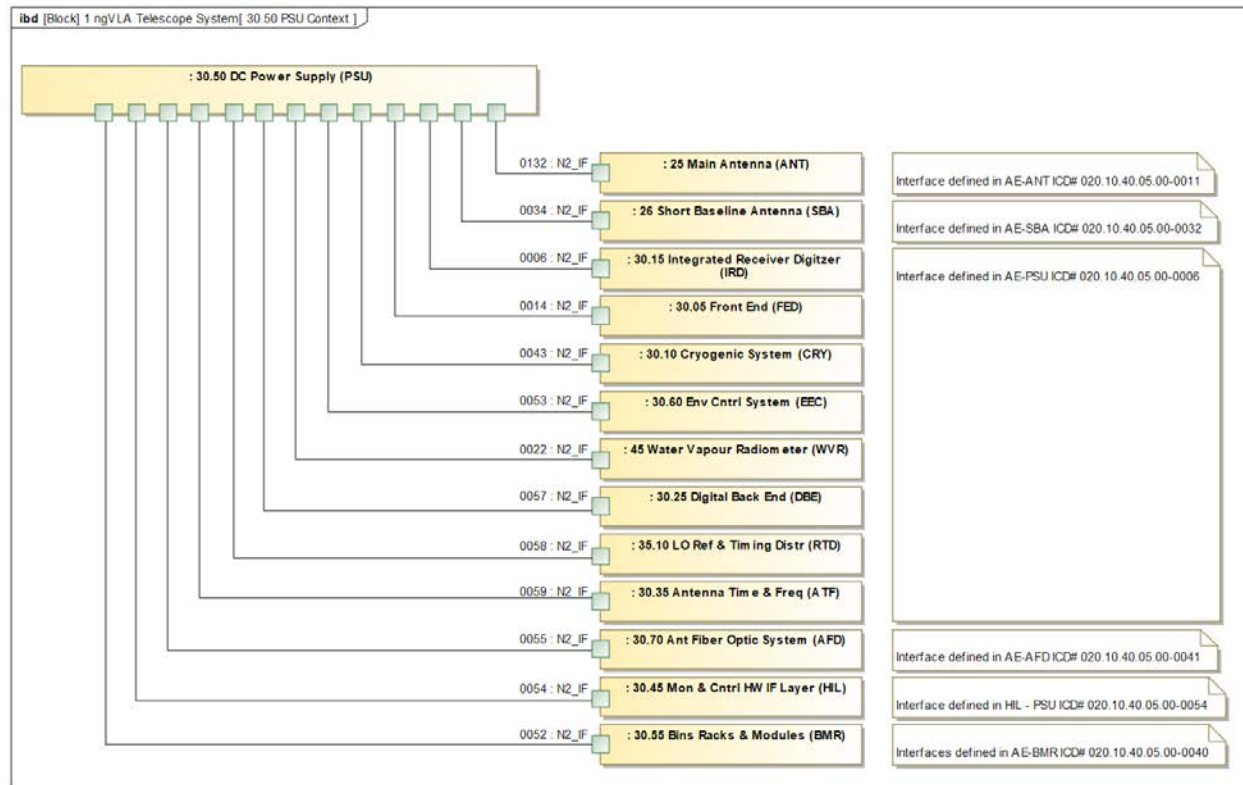 ibd [Block] 1 ngVLA Telescope System[ 30.50 PSU Context ]
: 30.50 DC Power Supply (PSU)
0132 : N2_IF
: 25 Main Antenna (ANT)
Interface defined in AE-ANT ICD# 020.10.40.05.00-0011
0034 : N2_IF
: 26 Short Baseline Antenna (SBA)
Interface defined in AE-SBA ICD# 020.10.40.05.00-0032
0006 : N2_IF
: 30.15 Integrated Receiver Digitzer
(IRD)
Interface defined in AE-PSU ICD# 020.10.40.05.00-0006
0014 : N2_IF
: 30.05 Front End (FED)
0043 : N2_IF
: 30.10 Cryogenic System (CRY)
0053 : N2_IF
: 30.60 Env Cntrl System (EEC)
0022 : N2_IF
: 45 Water Vapour Radiometer (WVR)
0057 : N2_IF
: 30.25 Digital Back End (DBE)
0058 : N2_IF
: 35.10 LO Ref & Timing Distr (RTD)
0059 : N2_IF
: 30.35 Antenna Time & Freq (ATF)
0055 : N2_IF
: 30.70 Ant Fiber Optic System (AFD)
Interface defined in AE-AFD ICD# 020.10.40.05.00-0041
0054 : N2_IF
: 30.45 Mon & Cntrl HW IF Layer (HIL)
Interface defined in HIL - PSU ICD# 020.10.40.05.00-0054
0052 : N2_IF
: 30.55 Bins Racks & Modules (BMR)
Interfaces defined in AE-BMR ICD# 020.10.40.05.00-0040